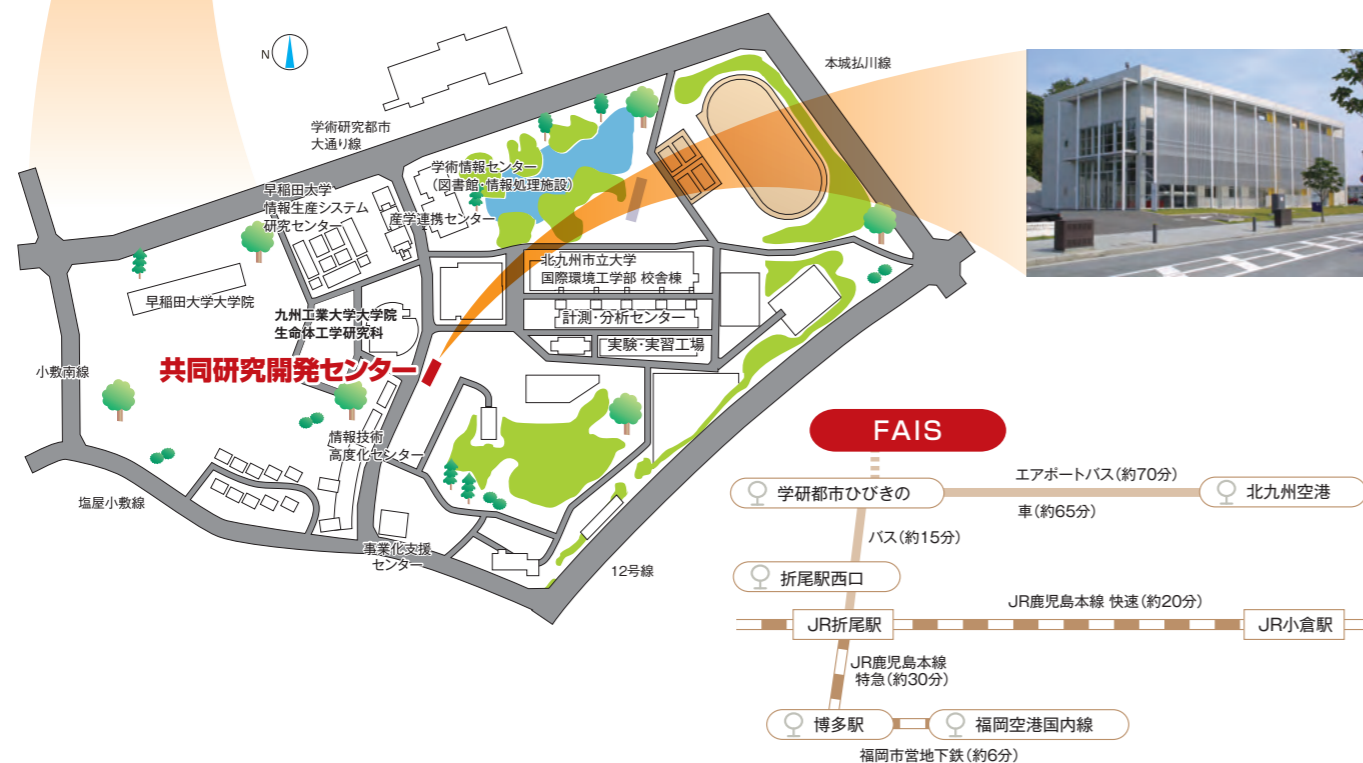 N
本城払川線
学術研究都市
大通り線
学術情報センター
(図書館・情報処理施設)
早稲田大学
情報生産システム
研究センター
産学連携センター
北九州市立大学
国際環境工学部 校舎棟
早稲田大学大学院
九州工業大学大学院
生命体工学研究科
計測・分析センター
実験・実習工場
共同研究開発センター
小敷南線
情報技術
高度化センター
塩屋小敷線
事業化支援
センター
12号線
FAIS
学研都市ひびきの
エアポートバス(約70分)
車(約65分)
北九州空港
バス(約15分)
折尾駅西口
JR鹿児島本線 快速(約20分)
JR折尾駅
JR小倉駅
JR鹿児島本線
特急(約30分)
博多駅
福岡空港国内線
福岡市営地下鉄(約6分)